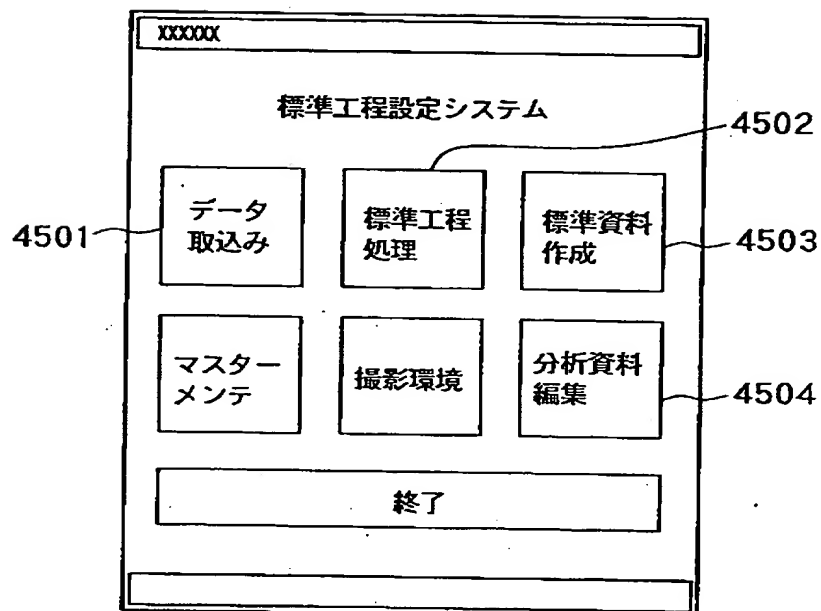 XXXXXX
標準工程設定システム
4502
データ
取込み
標準工程
処理
標準資料
作成
4501
4503
マスター
メンテ
撮影環境
分析資料
編集
4504
終了